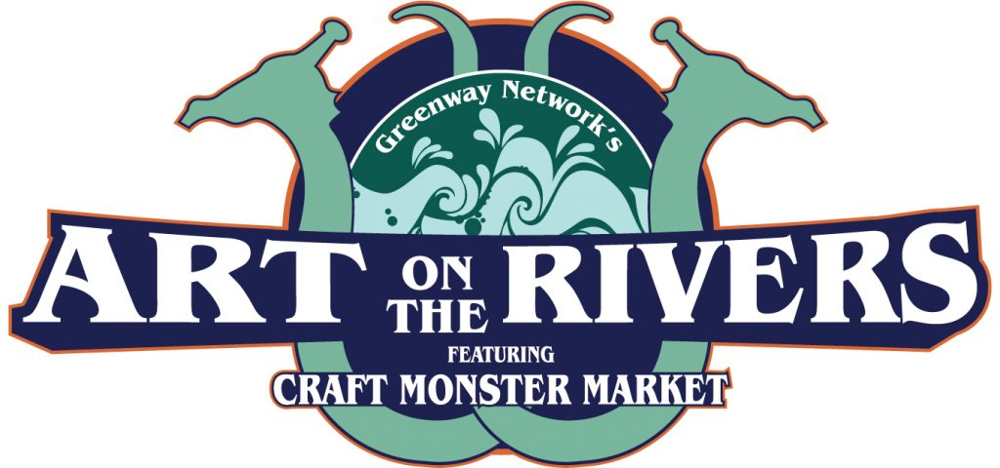 Greenway Network's
ART ON THE RIVERS
FEATURING
CRAFT MONSTER MARKET